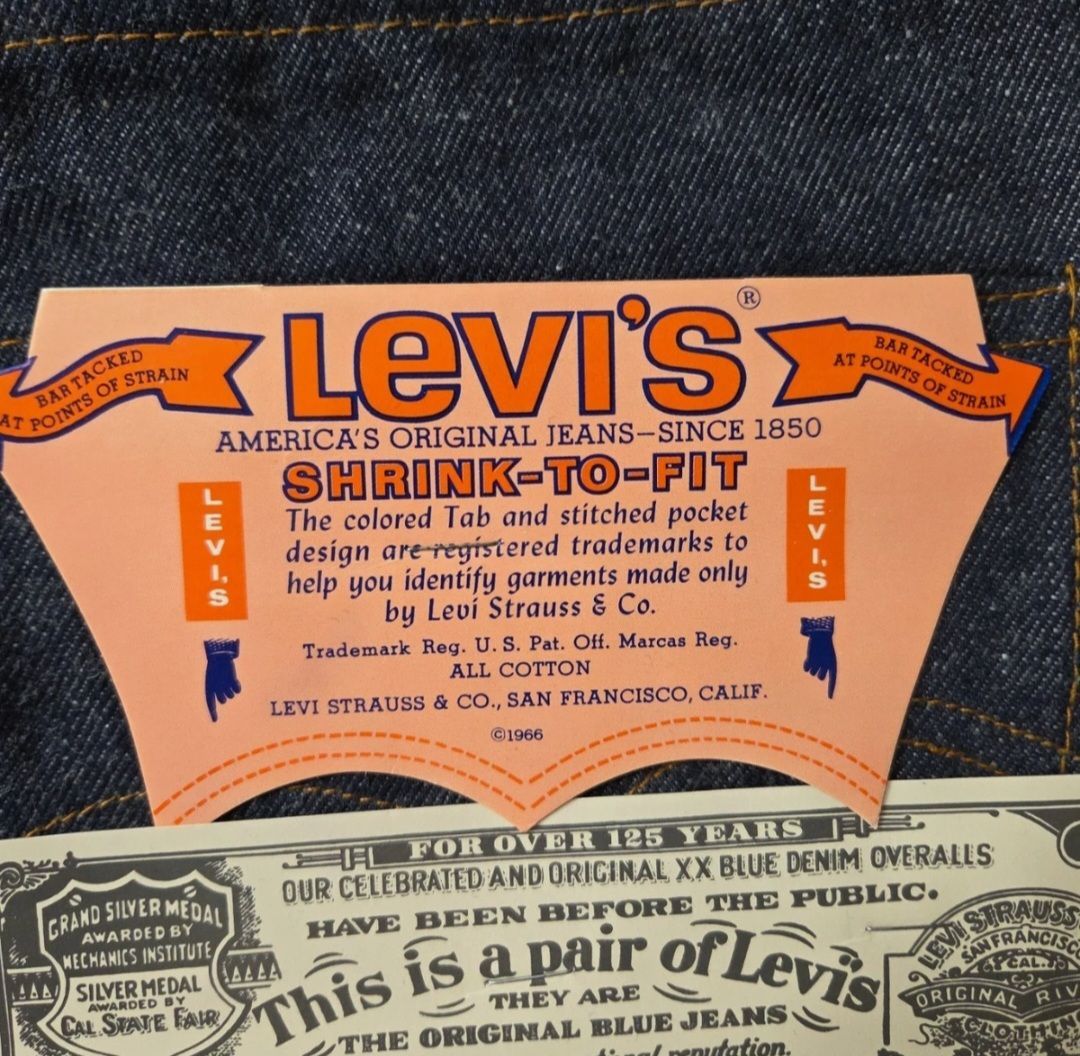 LEVI'S®
BAR TACKED
AT POINTS OF STRAIN
BAR TACKED
AT POINTS OF STRAIN
AMERICA'S ORIGINAL JEANS–SINCE 1850
SHRINK-TO-FIT
LEVI'S
LEVI'S
The colored Tab and stitched pocket
design are registered trademarks to
help you identify garments made only
by Levi Strauss & Co.
Trademark Reg. U. S. Pat. Off. Marcas Reg.
ALL COTTON
LEVI STRAUSS & CO., SAN FRANCISCO, CALIF.
©1966
FOR OVER 125 YEARS
OUR CELEBRATED AND ORIGINAL XX BLUE DENIM OVERALLS
HAVE BEEN BEFORE THE PUBLIC.
This is a pair of Levi's
THEY ARE
THE ORIGINAL BLUE JEANS
reputation.
GRAND SILVER MEDAL
AWARDED BY
MECHANICS INSTITUTE
SILVER MEDAL
AWARDED BY
CAL STATE FAIR
LEVI STRAUSS
SAN FRANCISCO
CAL.
ORIGINAL RIV
CLOTHIN